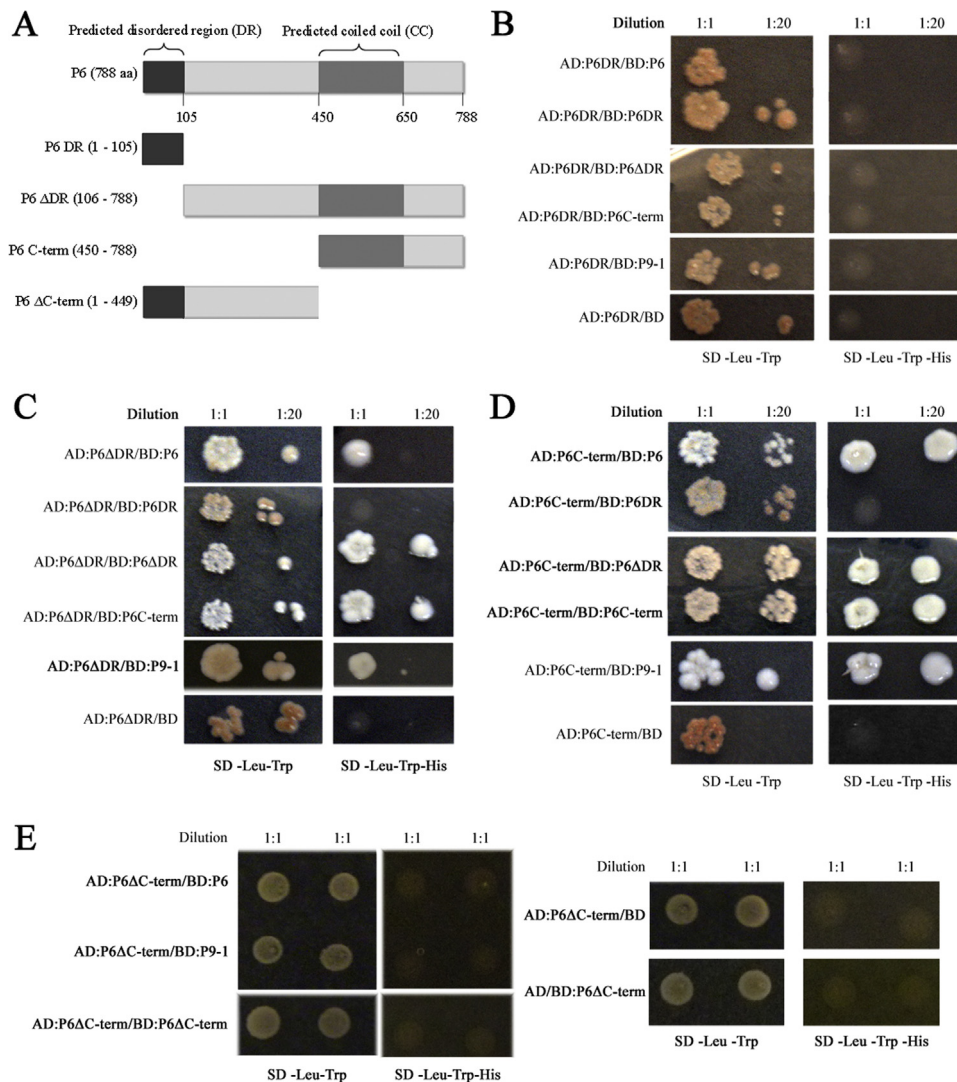 A
Predicted disordered region (DR)
Predicted coiled coil (CC)
P6 (788 aa)
105
450
650
788
P6 DR (1 - 105)
P6 ΔDR (106 - 788)
P6 C-term (450 - 788)
P6 ΔC-term (1 - 449)
B
Dilution
1:1
1:20
1:1
1:20
AD:P6DR/BD:P6
AD:P6DR/BD:P6DR
AD:P6DR/BD:P6ΔDR
AD:P6DR/BD:P6C-term
AD:P6DR/BD:P9-1
AD:P6DR/BD
SD -Leu -Trp
SD -Leu -Trp -His
C
Dilution
1:1
1:20
1:1
1:20
AD:P6ΔDR/BD:P6
AD:P6ΔDR/BD:P6DR
AD:P6ΔDR/BD:P6ΔDR
AD:P6ΔDR/BD:P6C-term
AD:P6ΔDR/BD:P9-1
AD:P6ΔDR/BD
SD -Leu-Trp
SD -Leu-Trp-His
D
Dilution
1:1
1:20
1:1
1:20
AD:P6C-term/BD:P6
AD:P6C-term/BD:P6DR
AD:P6C-term/BD:P6ΔDR
AD:P6C-term/BD:P6C-term
AD:P6C-term/BD:P9-1
AD:P6C-term/BD
SD -Leu -Trp
SD -Leu -Trp -His
E
Dilution
1:1
1:1
1:1
1:1
AD:P6ΔC-term/BD:P6
AD:P6ΔC-term/BD:P9-1
AD:P6ΔC-term/BD:P6ΔC-term
SD -Leu-Trp
SD -Leu-Trp-His
Dilution
1:1
1:1
1:1
1:1
AD:P6ΔC-term/BD
AD/BD:P6ΔC-term
SD -Leu -Trp
SD -Leu -Trp -His